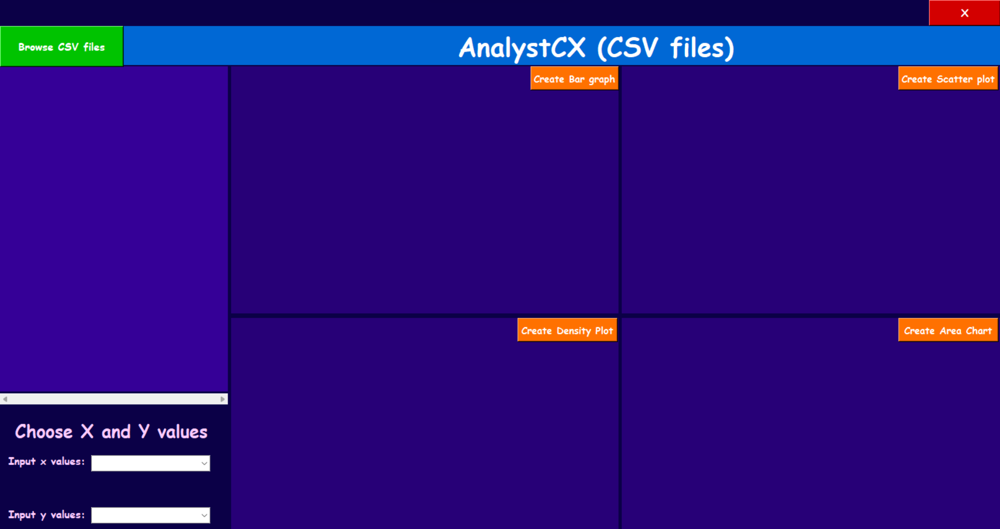 X
Browse CSV files
AnalystCX (CSV files)
Create Bar graph
Create Scatter plot
Create Density Plot
Create Area Chart
Choose X and Y values
Input x values:
Input y values: